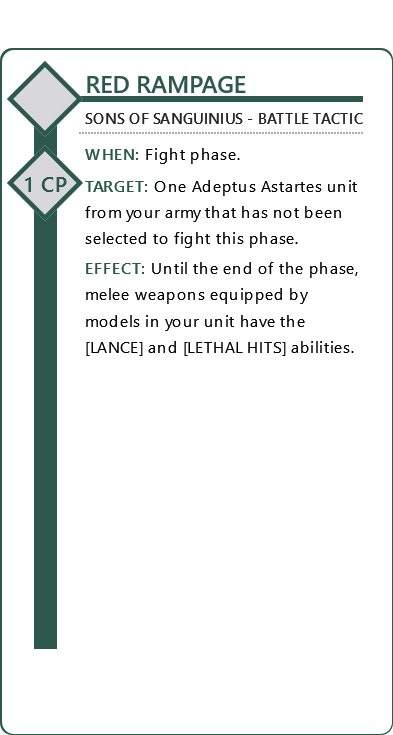 RED RAMPAGE
SONS OF SANGUINIUS - BATTLE TACTIC
WHEN: Fight phase.
1 CP
TARGET: One Adeptus Astartes unit
from your army that has not been
selected to fight this phase.
EFFECT: Until the end of the phase,
melee weapons equipped by
models in your unit have the
[LANCE] and [LETHAL HITS] abilities.